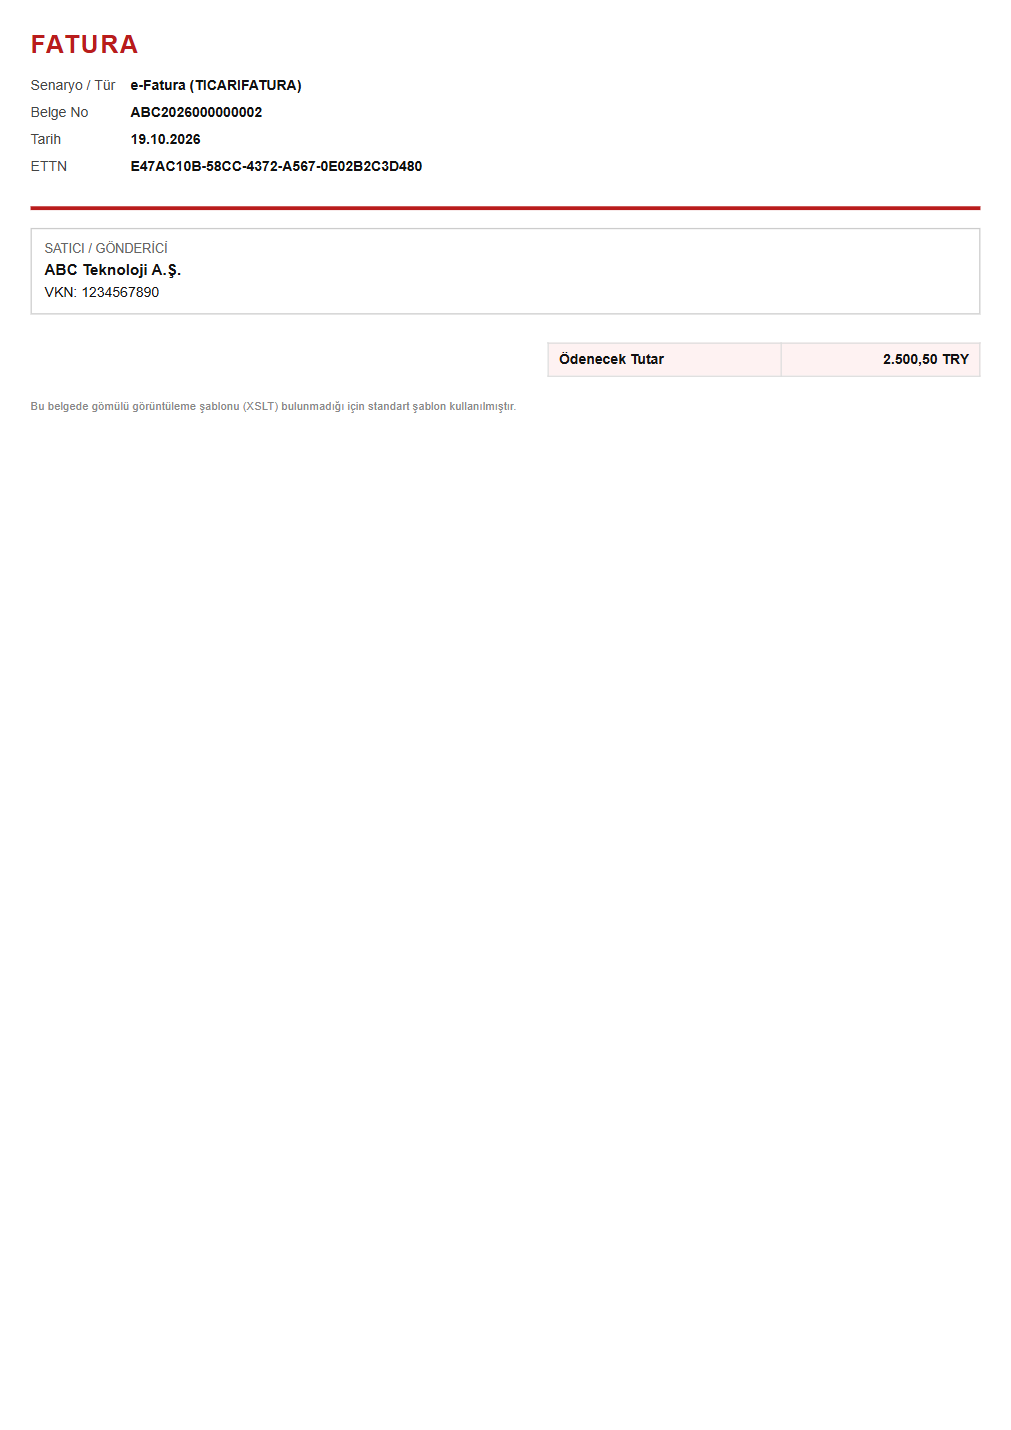 FATURA
Senaryo / Tür e-Fatura (TICARIFATURA)
Belge No ABC2026000000002
Tarih 19.10.2026
ETTN E47AC10B-58CC-4372-A567-0E02B2C3D480
SATICI / GÖNDERİCİ
ABC Teknoloji A.Ş.
VKN: 1234567890
Ödenecek Tutar 2.500,50 TRY
Bu belgede gömülü görüntüleme şablonu (XSLT) bulunmadığı için standart şablon kullanılmıştır.